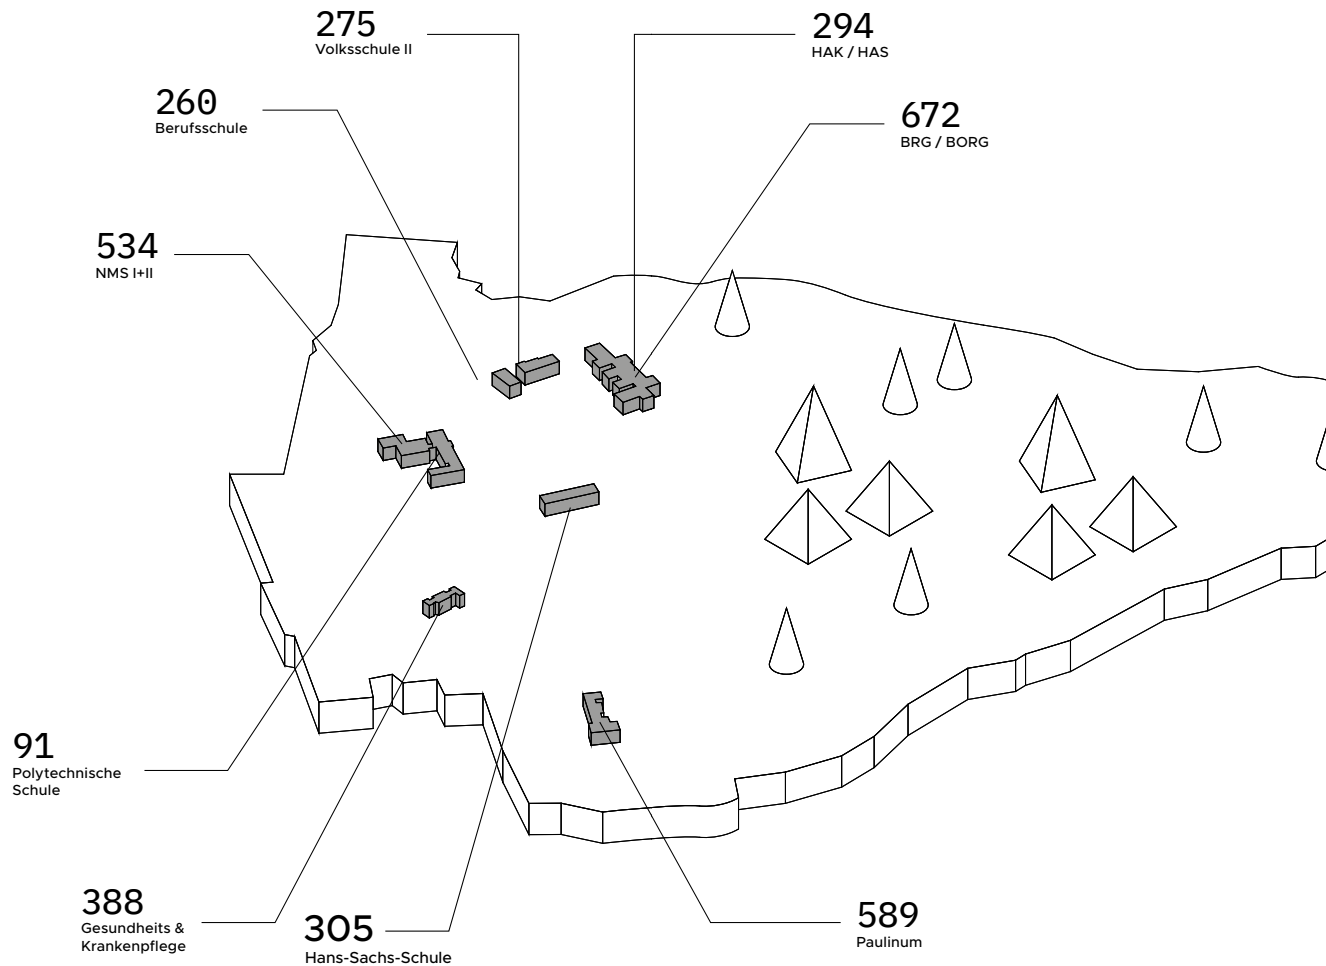 275
Volksschule II
294
HAK / HAS
260
Berufsschule
672
BRG / BORG
534
NMS I+II
91
Polytechnische
Schule
388
Gesundheits &
Krankenpflege
305
Hans-Sachs-Schule
589
Paulinum